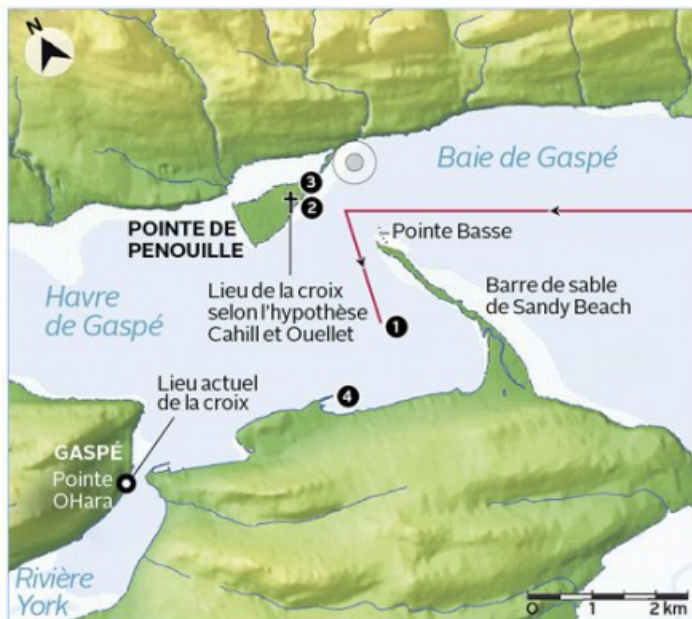 N
Baie de Gaspé
3
2
POINTE DE
PENOUILLE
Pointe Basse
Havre
de Gaspé
Lieu de la croix
selon l'hypothèse
Cahill et Ouellet
Barre de sable
de Sandy Beach
1
Lieu actuel
de la croix
4
GASPÉ
Pointe
OHara
Rivière
York
0 1 2 km